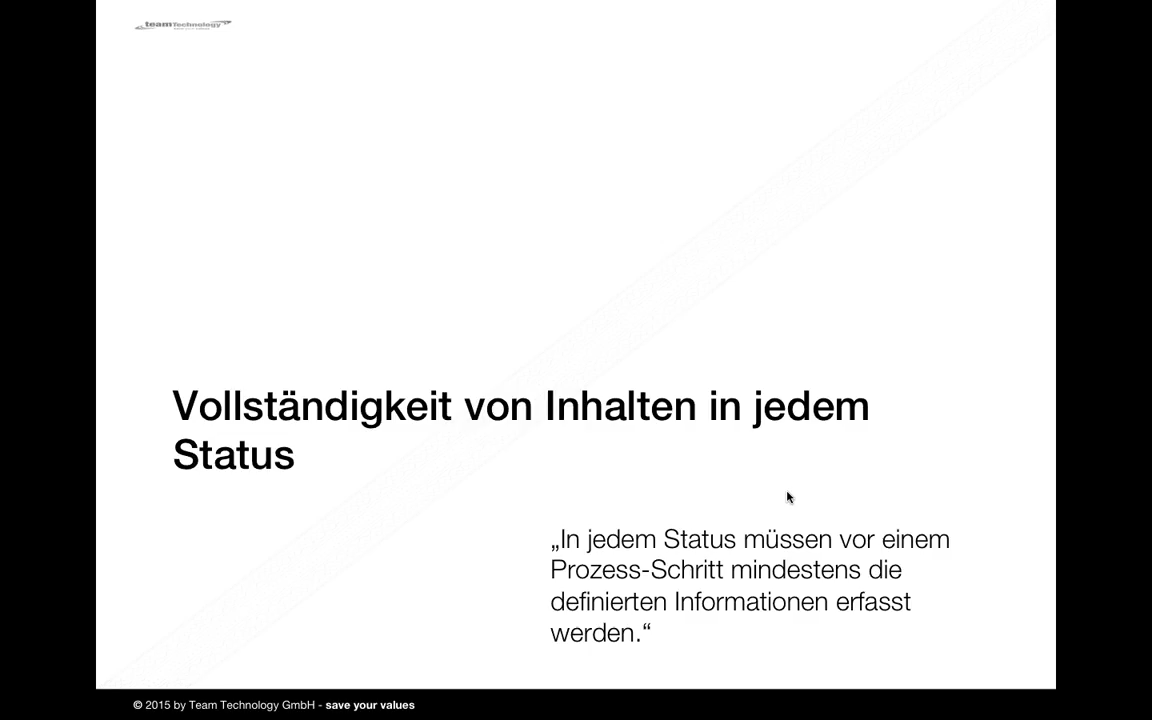 teamTechnology
Vollständigkeit von Inhalten in jedem
Status
„In jedem Status müssen vor einem
Prozess-Schritt mindestens die
definierten Informationen erfasst
werden.“
© 2015 by Team Technology GmbH - save your values